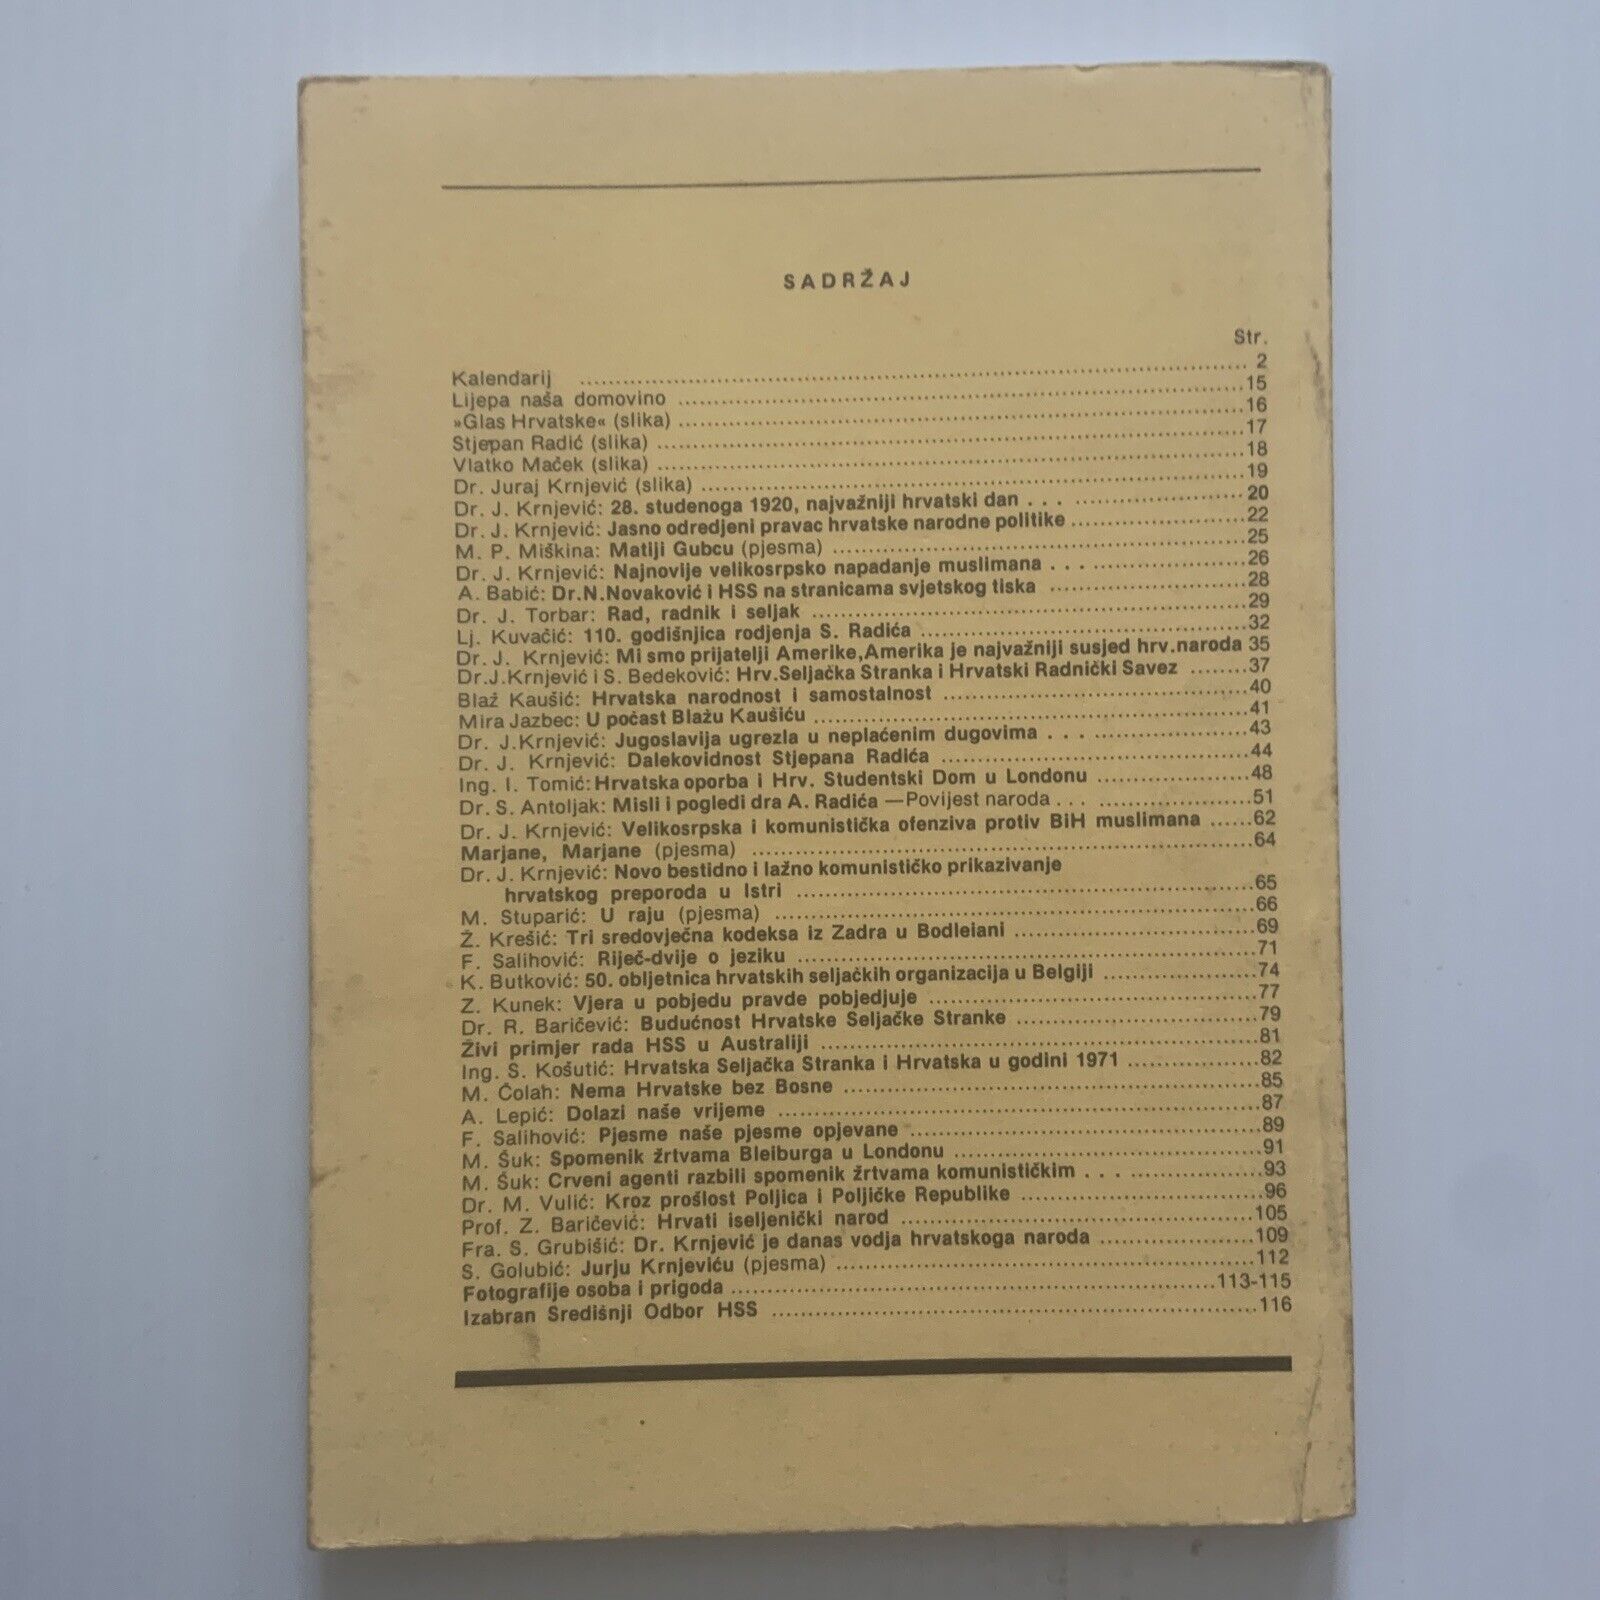 SADRŽAJ
Str.
Kalendarij ........ 2
Lijepa naša domovino ........ 15
»Glas Hrvatske« (slika) ........ 16
Stjepan Radić (slika) ........ 17
Vlatko Maček (slika) ........ 18
Dr. Juraj Krnjević (slika) ........ 19
Dr. J. Krnjević: 28. studenoga 1920, najvažniji hrvatski dan . . . ........ 20
Dr. J. Krnjević: Jasno odredjeni pravac hrvatske narodne politike ........ 22
M. P. Miškina: Matiji Gubcu (pjesma) ........ 25
Dr. J. Krnjević: Najnovije velikosrpsko napadanje muslimana . . . ........ 26
A. Babić: Dr.N.Novaković i HSS na stranicama svjetskog tiska ........ 28
Dr. J. Torbar: Rad, radnik i seljak ........ 29
Lj. Kuvačić: 110. godišnjica rodjenja S. Radića ........ 32
Dr. J. Krnjević: Mi smo prijatelji Amerike,Amerika je najvažniji susjed hrv.naroda 35
Dr.J.Krnjević i S. Bedeković: Hrv.Seljačka Stranka i Hrvatski Radnički Savez ........ 37
Blaž Kaušić: Hrvatska narodnost i samostalnost ........ 40
Mira Jazbec: U počast Blažu Kaušiću ........ 41
Dr. J.Krnjević: Jugoslavija ugrezla u neplaćenim dugovima . . . ........ 43
Dr. J. Krnjević: Dalekovidnost Stjepana Radića ........ 44
Ing. I. Tomić: Hrvatska oporba i Hrv. Studentski Dom u Londonu ........ 48
Dr. S. Antoljak: Misli i pogledi dra A. Radića —Povijest naroda . . . ........ 51
Dr. J. Krnjević: Velikosrpska i komunistička ofenziva protiv BiH muslimana ......62
Marjane, Marjane (pjesma) ........ 64
Dr. J. Krnjević: Novo bestidno i lažno komunističko prikazivanje
hrvatskog preporoda u Istri ........ 65
M. Stuparić: U raju (pjesma) ........ 66
Ž. Krešić: Tri sredovječna kodeksa iz Zadra u Bodleiani ........ 69
F. Salihović: Riječ-dvije o jeziku ........ 71
K. Butković: 50. obljetnica hrvatskih seljačkih organizacija u Belgiji ........ 74
Z. Kunek: Vjera u pobjedu pravde pobjedjuje ........ 77
Dr. R. Baričević: Budućnost Hrvatske Seljačke Stranke ........ 79
Živi primjer rada HSS u Australiji ........ 81
Ing. S. Košutić: Hrvatska Seljačka Stranka i Hrvatska u godini 1971 ........ 82
M. Čolah: Nema Hrvatske bez Bosne ........ 85
A. Lepić: Dolazi naše vrijeme ........ 87
F. Salihović: Pjesme naše pjesme opjevane ........ 89
M. Šuk: Spomenik žrtvama Bleiburga u Londonu ........ 91
M. Šuk: Crveni agenti razbili spomenik žrtvama komunističkim . . . ........ 93
Dr. M. Vulić: Kroz prošlost Poljica i Poljičke Republike ........ 96
Prof. Z. Baričević: Hrvati iseljenički narod ........ 105
Fra. S. Grubišić: Dr. Krnjević je danas vodja hrvatskoga naroda ........ 109
S. Golubić: Jurju Krnjeviću (pjesma) ........ 112
Fotografije osoba i prigoda ........ 113-115
Izabran Središnji Odbor HSS ........ 116